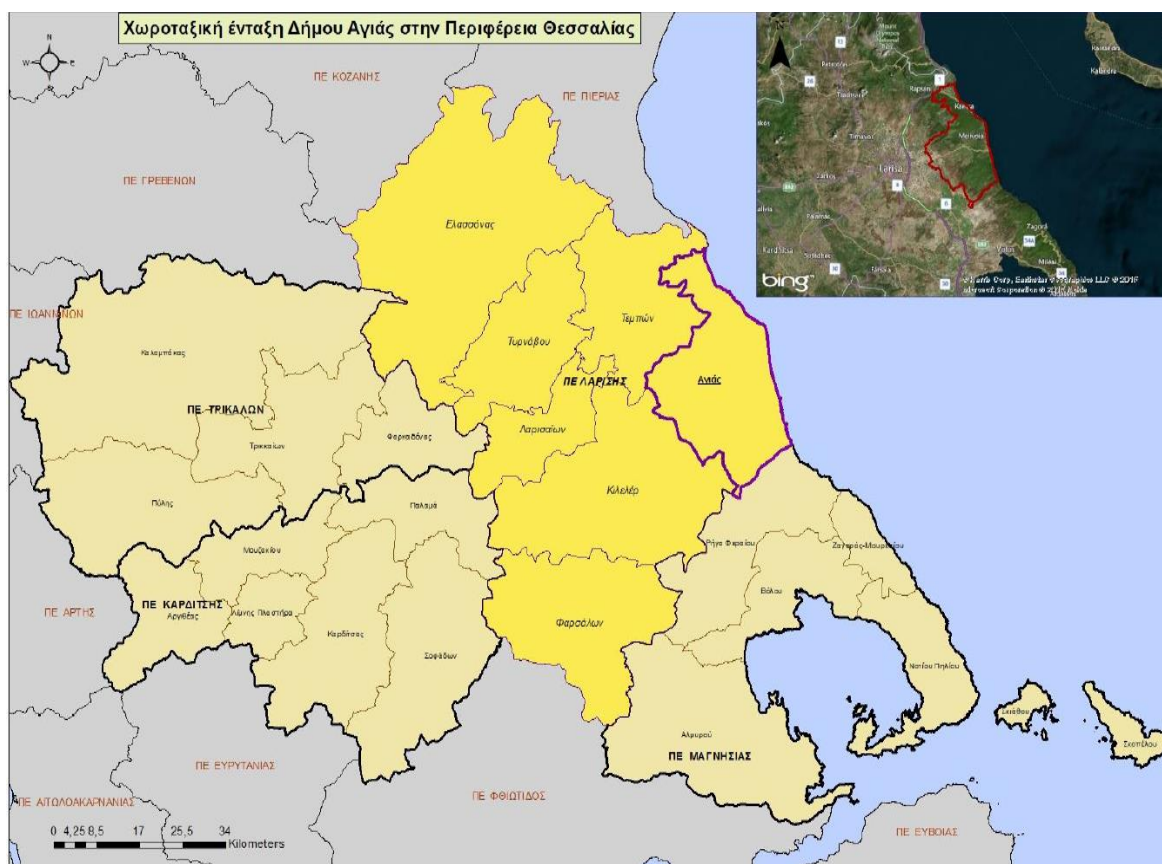 Χωροταξική ένταξη Δήμου Αγιάς στην Περιφέρεια Θεσσαλίας
N
W
E
S
ΠΕ ΚΟΖΑΝΗΣ
ΠΕ ΠΙΕΡΙΑΣ
ΠΕ ΓΡΕΒΕΝΩΝ
Ελασσόνας
ΠΕ ΙΩΑΝΝΙΝΩΝ
Καλαμπάκας
Τεμπών
Τυρνάβου
ΠΕ ΛΑΡΙΣΗΣ
Αγιάς
ΠΕ ΤΡΙΚΑΛΩΝ
Φαρκαδόνας
Λαρισαίων
Τρικκαίων
Κιλελέρ
Πύλης
Παλαμά
Μουζακίου
Ρήγα Φεραίου
Ζαγοράς-Μουρεσίου
ΠΕ ΑΡΤΗΣ
ΠΕ ΚΑΡΔΙΤΣΗΣ
Αργιθέας
Λίμνης Πλαστήρα
Καρδίτσας
Βόλου
Φαρσάλων
Σοφάδων
Νοτίου Πηλίου
Σκιάθου
Σκοπέλου
Αλμυρού
ΠΕ ΜΑΓΝΗΣΙΑΣ
ΠΕ ΕΥΡΥΤΑΝΙΑΣ
ΠΕ ΦΘΙΩΤΙΔΟΣ
ΠΕ ΑΙΤΩΛΟΑΚΑΡΝΑΝΙΑΣ
ΠΕ ΕΥΒΟΙΑΣ
0 4,25 8,5 17 25,5 34
Kilometers
Larisa
Zagorá
Volos
bing